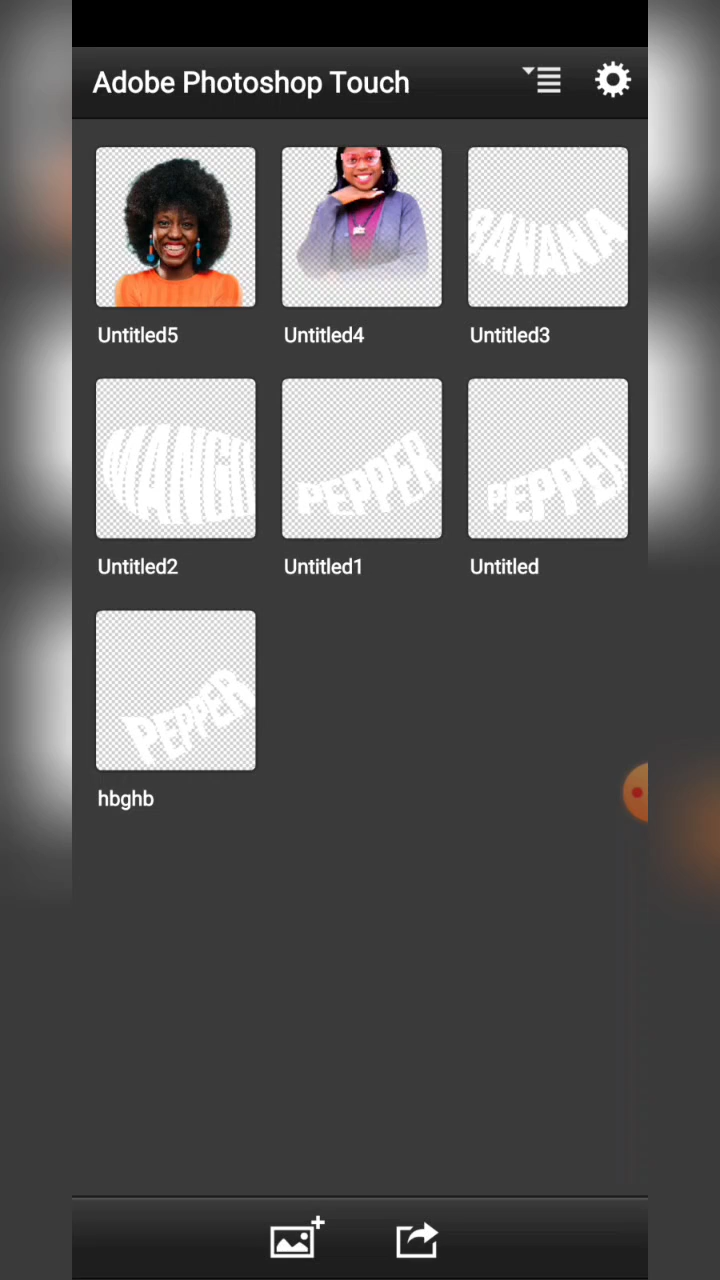 Adobe Photoshop Touch
BANANA
Untitled5
Untitled4
Untitled3
MANGO
PEPPER
PEPPER
Untitled2
Untitled1
Untitled
PEPPER
hbghb